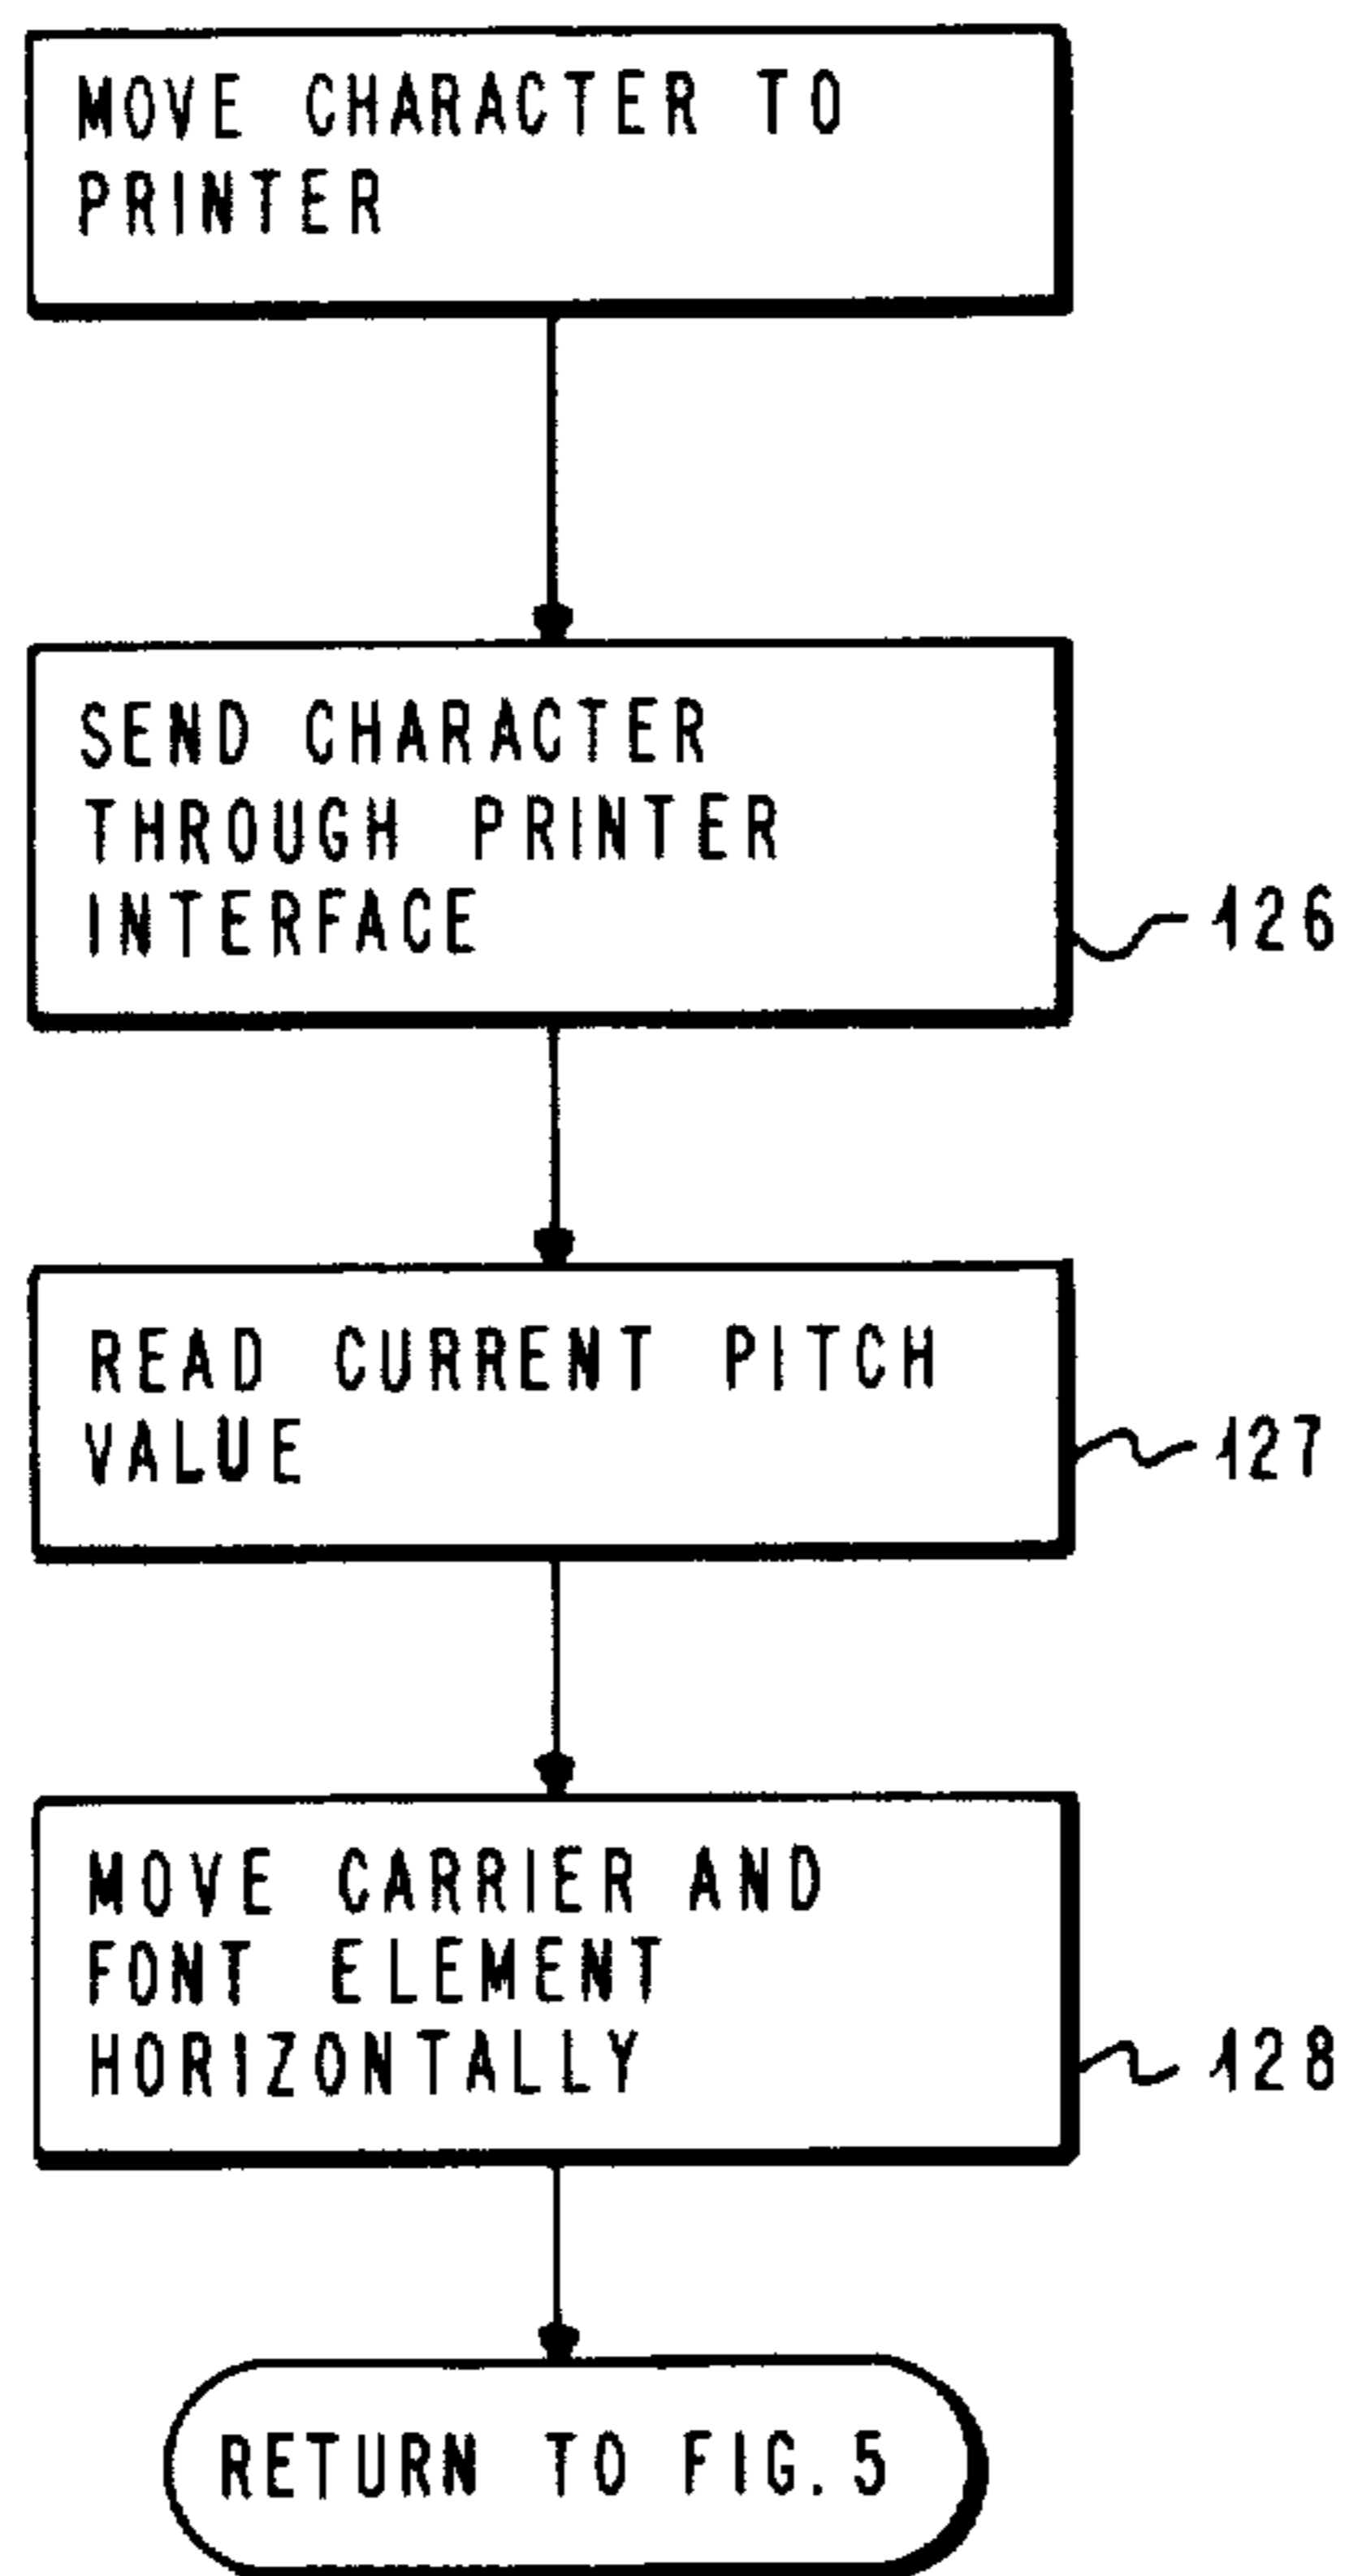 MOVE CHARACTER TO
PRINTER
SEND CHARACTER
THROUGH PRINTER
INTERFACE
126
READ CURRENT PITCH
VALUE
127
MOVE CARRIER AND
FONT ELEMENT
HORIZONTALLY
128
RETURN TO FIG. 5